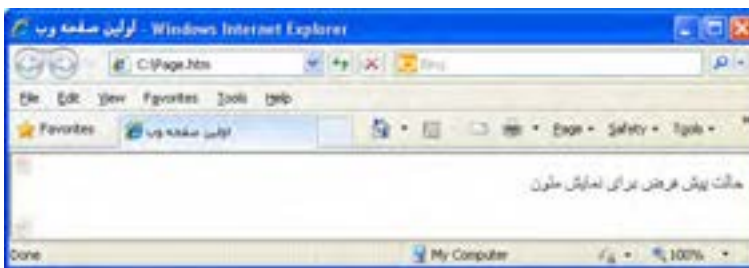 اولین صفحه وب - Windows Internet Explorer
C:\Page.htm Bing
File Edit View Favorites Tools Help
Favorites اولین صفحه وب Page Safety Tools
حالت پیش فرض برای نمایش متون
Done My Computer 100%